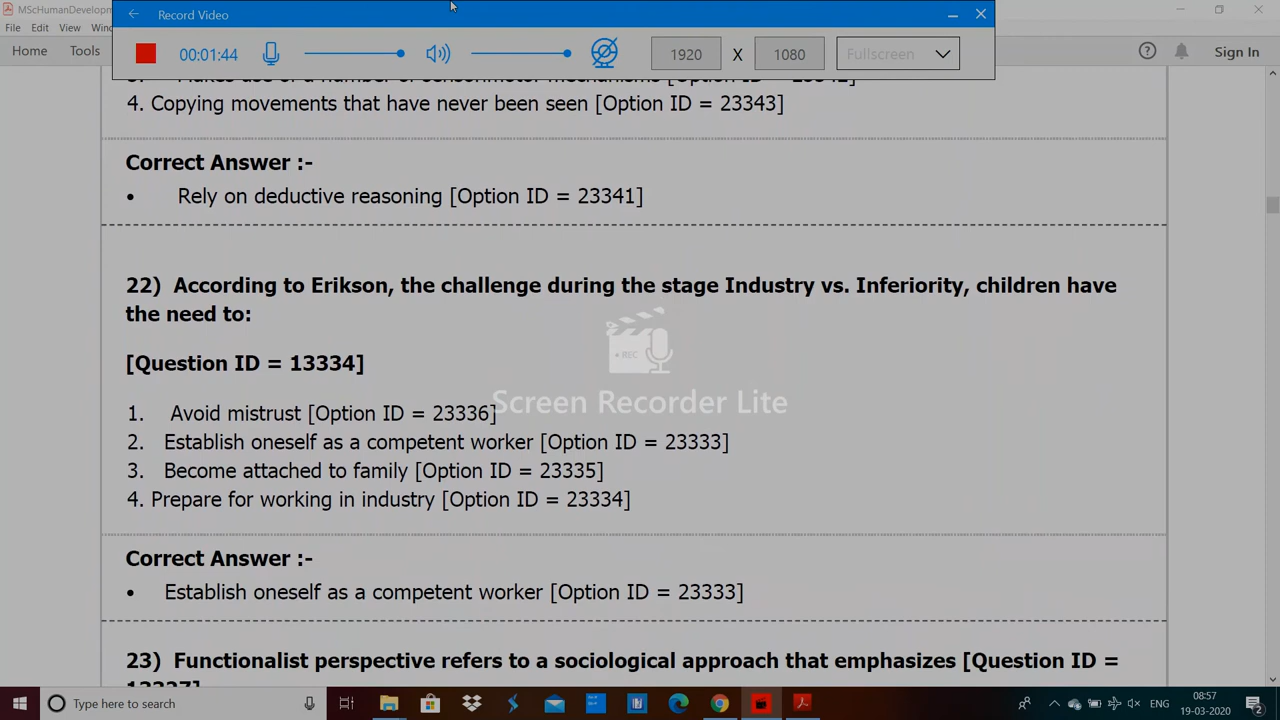 MScHumanDevelopm
Record Video
File Edit View Wind
00:01:44
1920 X 1080
Fullscreen
Home Tools
Sign In
4. Copying movements that have never been seen [Option ID = 23343]
Correct Answer :-
• Rely on deductive reasoning [Option ID = 23341]
22) According to Erikson, the challenge during the stage Industry vs. Inferiority, children have
the need to:
[Question ID = 13334]
REC
Screen Recorder Lite
1. Avoid mistrust [Option ID = 23336]
2. Establish oneself as a competent worker [Option ID = 23333]
3. Become attached to family [Option ID = 23335]
4. Prepare for working in industry [Option ID = 23334]
Correct Answer :-
• Establish oneself as a competent worker [Option ID = 23333]
23) Functionalist perspective refers to a sociological approach that emphasizes [Question ID =
Type here to search
ENG
08:57
19-03-2020
2